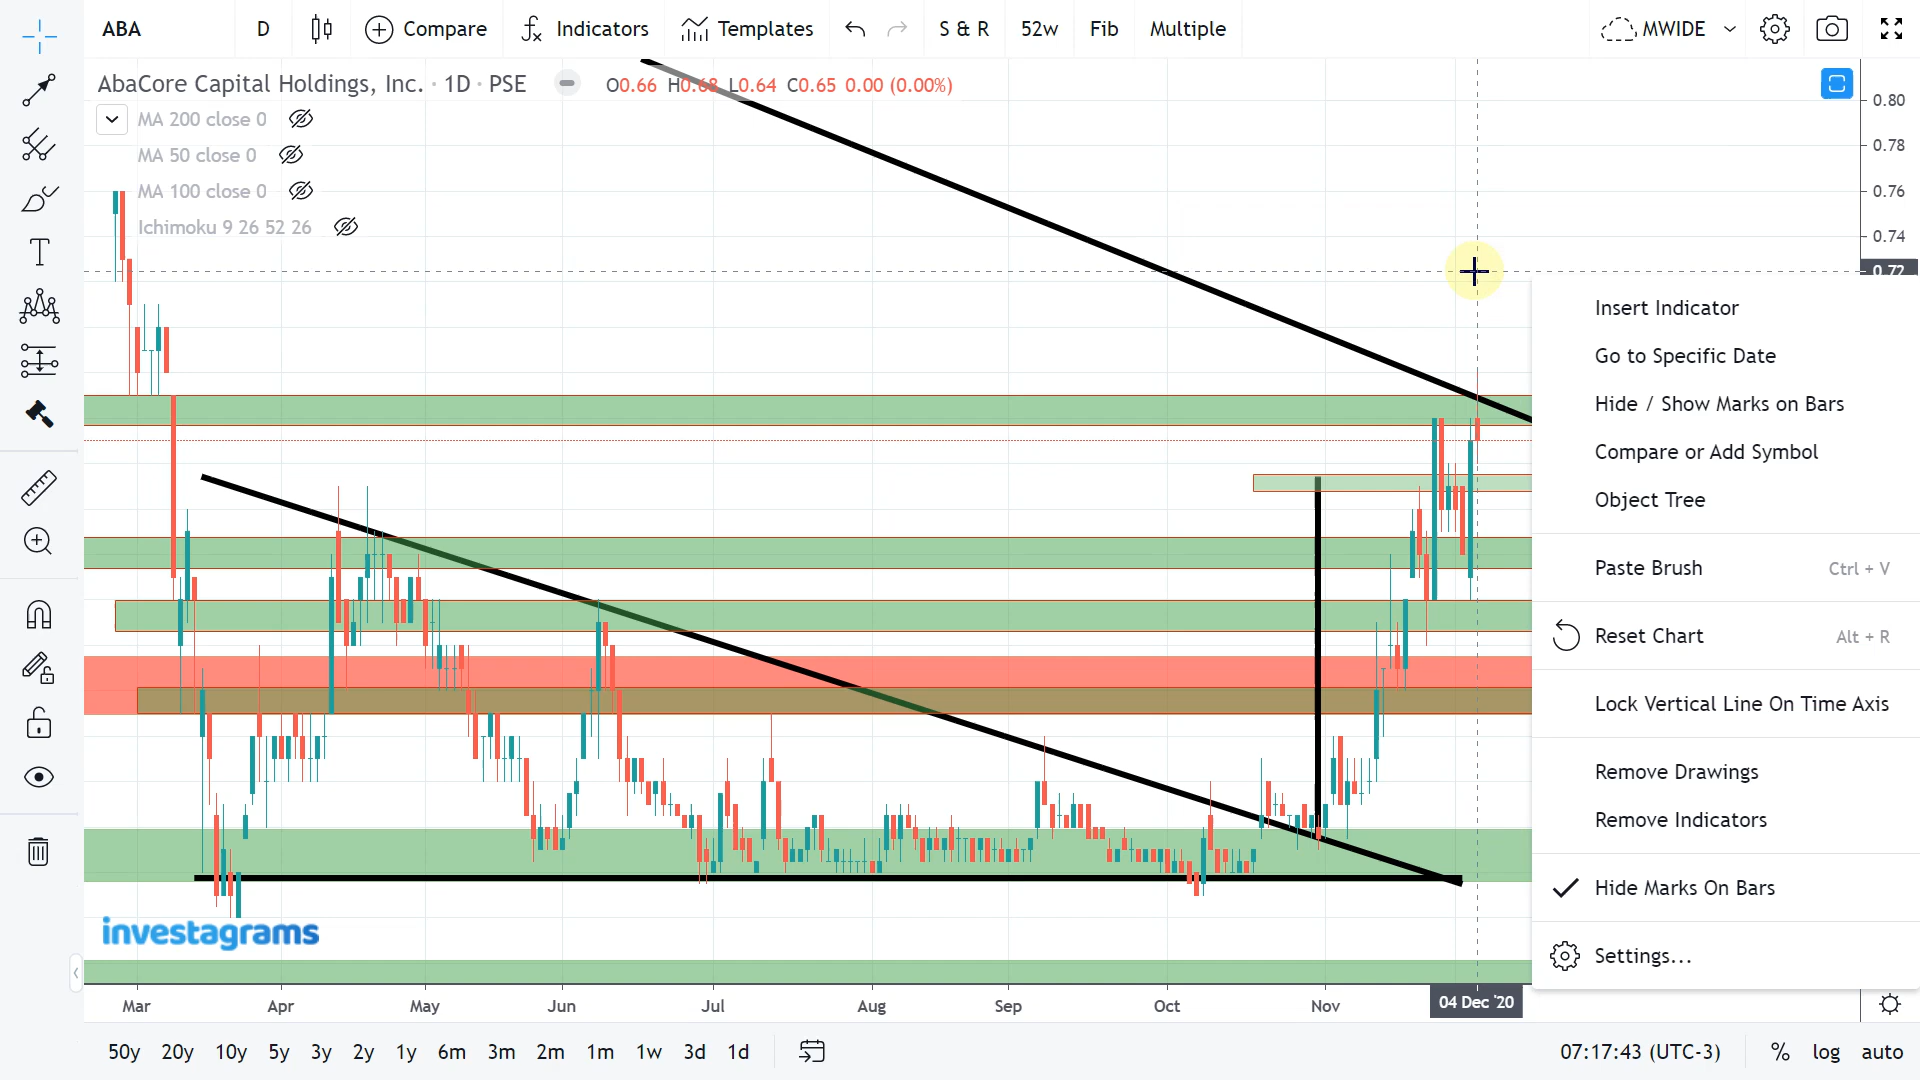 ABA D Compare Indicators Templates S & R 52w Fib Multiple MWIDE
AbaCore Capital Holdings, Inc. · 1D · PSE O0.66 H0.68 L0.64 C0.65 0.00 (0.00%)
MA 200 close 0
MA 50 close 0
MA 100 close 0
Ichimoku 9 26 52 26
0.80
0.78
0.76
0.74
0.72
Insert Indicator
Go to Specific Date
Hide / Show Marks on Bars
Compare or Add Symbol
Object Tree
Paste Brush Ctrl + V
Reset Chart Alt + R
Lock Vertical Line On Time Axis
Remove Drawings
Remove Indicators
Hide Marks On Bars
Settings...
investagrams
Mar Apr May Jun Jul Aug Sep Oct Nov 04 Dec '20
50y 20y 10y 5y 3y 2y 1y 6m 3m 2m 1m 1w 3d 1d 07:17:43 (UTC-3) % log auto